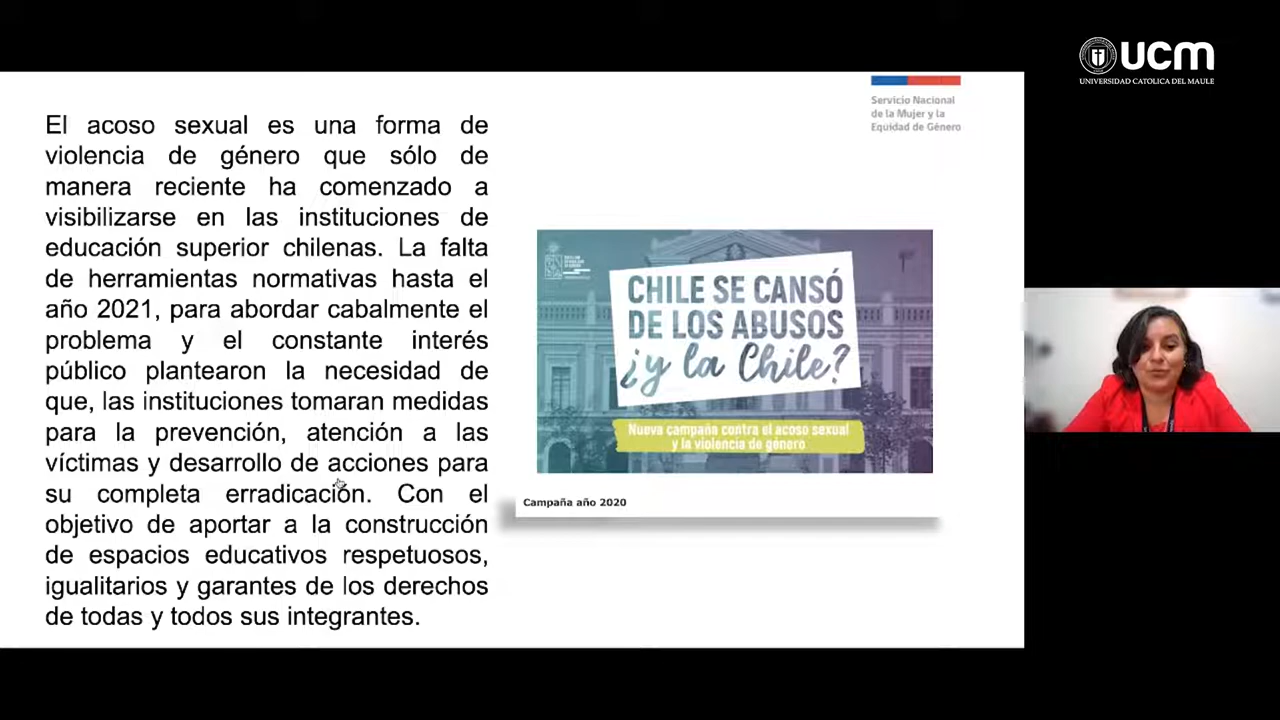 UCM
UNIVERSIDAD CATOLICA DEL MAULE
Servicio Nacional
de la Mujer y la
Equidad de Género
El acoso sexual es una forma de
violencia de género que sólo de
manera reciente ha comenzado a
visibilizarse en las instituciones de
educación superior chilenas. La falta
de herramientas normativas hasta el
año 2021, para abordar cabalmente el
problema y el constante interés
público plantearon la necesidad de
que, las instituciones tomaran medidas
para la prevención, atención a las
víctimas y desarrollo de acciones para
su completa erradicación. Con el
objetivo de aportar a la construcción
de espacios educativos respetuosos,
igualitarios y garantes de los derechos
de todas y todos sus integrantes.
CHILE SE CANSÓ
DE LOS ABUSOS
¿y la Chile?
Nueva campaña contra el acoso sexual
y la violencia de género
Campaña año 2020